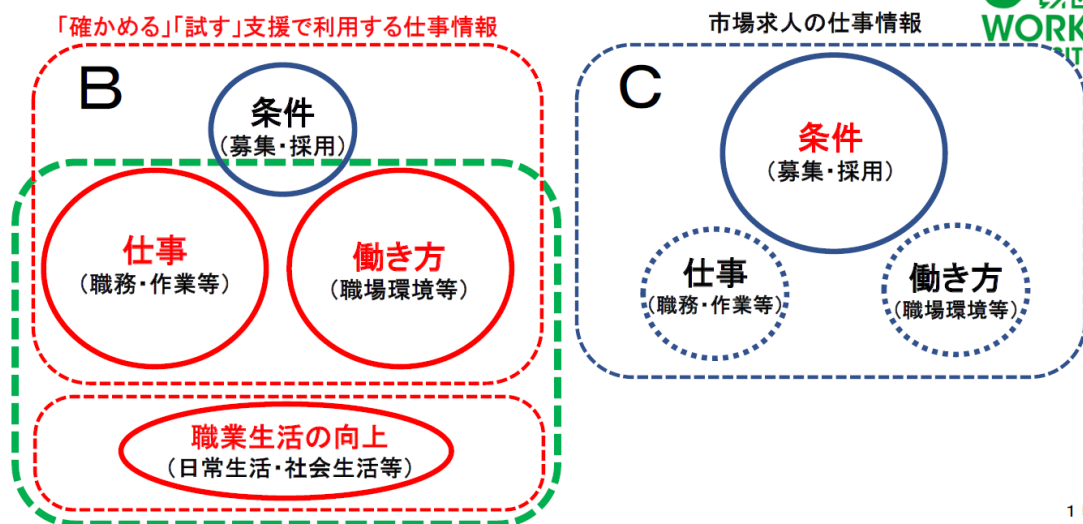 「確かめる」「試す」支援で利用する仕事情報
B
条件
(募集・採用)
仕事
(職務・作業等)
働き方
(職場環境等)
職業生活の向上
(日常生活・社会生活等)
市場求人の仕事情報
WORK
C
条件
(募集・採用)
仕事
(職務・作業等)
働き方
(職場環境等)
1